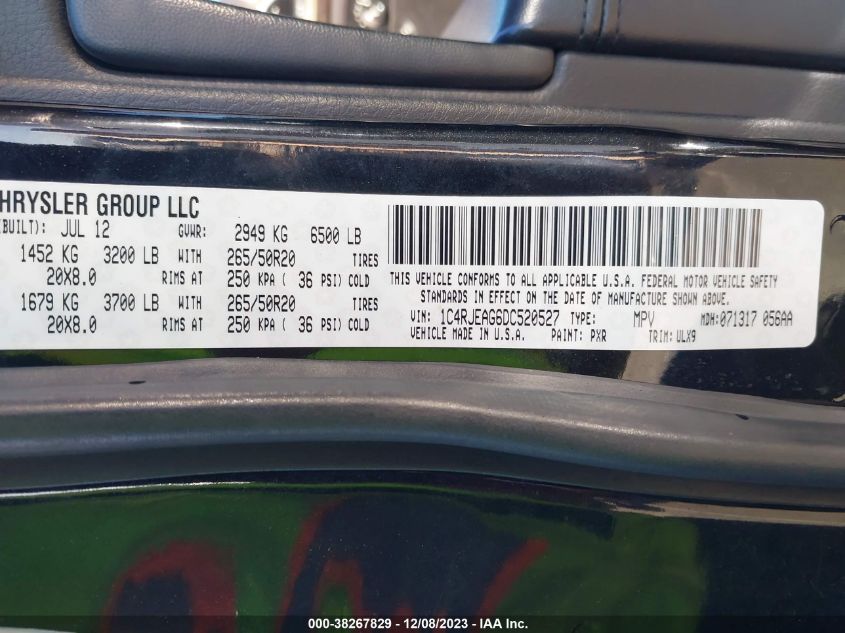 HRYSLER GROUP LLC
(BUILT): JUL 12 GVWR: 2949 KG 6500 LB
1452 KG 3200 LB WITH 265/50R20 TIRES
20X8.0 RIMS AT 250 KPA ( 36 PSI) COLD
1679 KG 3700 LB WITH 265/50R20 TIRES
20X8.0 RIMS AT 250 KPA ( 36 PSI) COLD
THIS VEHICLE CONFORMS TO ALL APPLICABLE U.S.A. FEDERAL MOTOR VEHICLE SAFETY
STANDARDS IN EFFECT ON THE DATE OF MANUFACTURE SHOWN ABOVE.
VIN: 1C4RJEAG6DC520527 TYPE: MPV MDH: 071317 056AA
VEHICLE MADE IN U.S.A. PAINT: PXR TRIM: ULX9
000-38267829 - 12/08/2023 - IAA Inc.